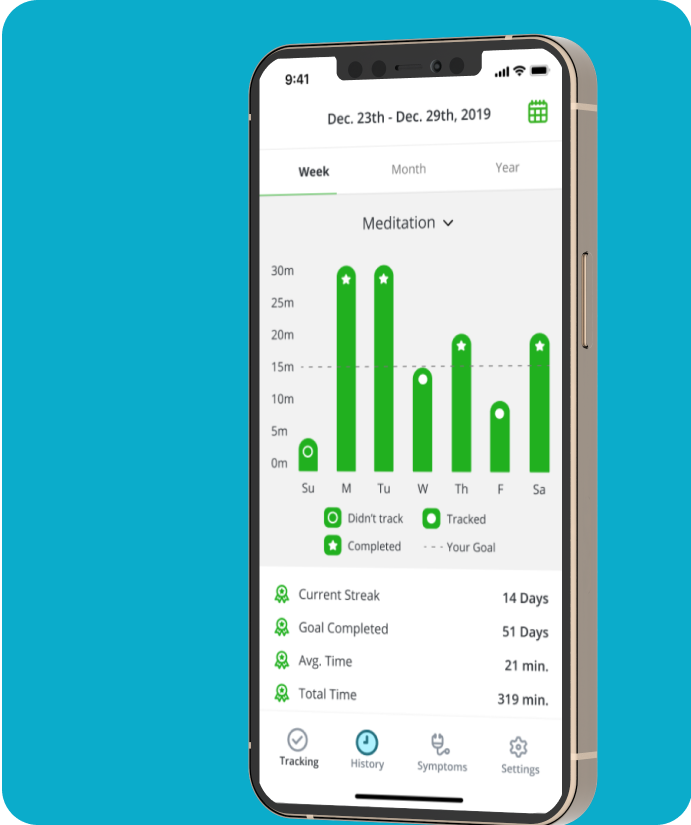 9:41
Dec. 23th - Dec. 29th, 2019
Week Month Year
Meditation
30m
25m
20m
15m
10m
5m
0m
Su M Tu W Th F Sa
Didn't track Tracked
Completed Your Goal
Current Streak 14 Days
Goal Completed 51 Days
Avg. Time 21 min.
Total Time 319 min.
Tracking History Symptoms Settings